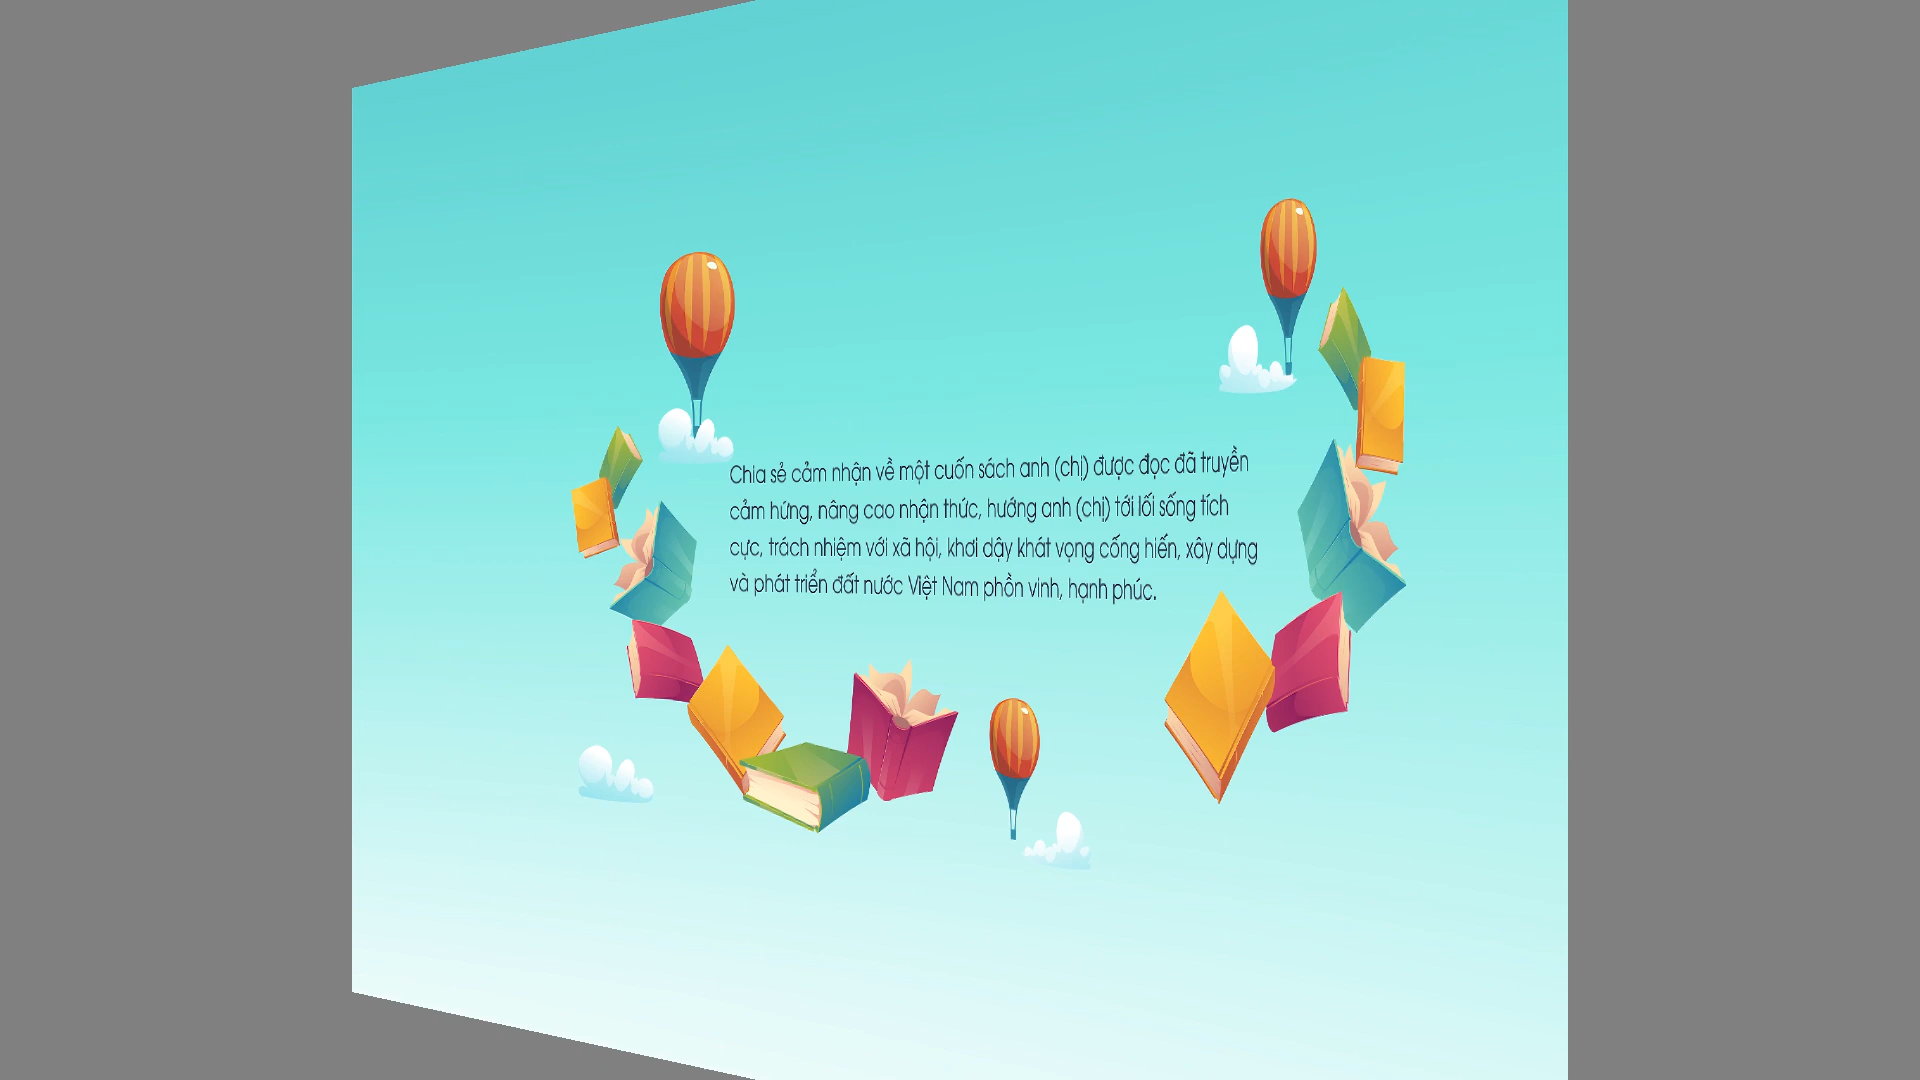 Chia sẻ cảm nhận về một cuốn sách anh (chị) được đọc đã truyền
cảm hứng, nâng cao nhận thức, hướng anh (chị) tới lối sống tích
cực, trách nhiệm với xã hội, khơi dậy khát vọng cống hiến, xây dựng
và phát triển đất nước Việt Nam phồn vinh, hạnh phúc.